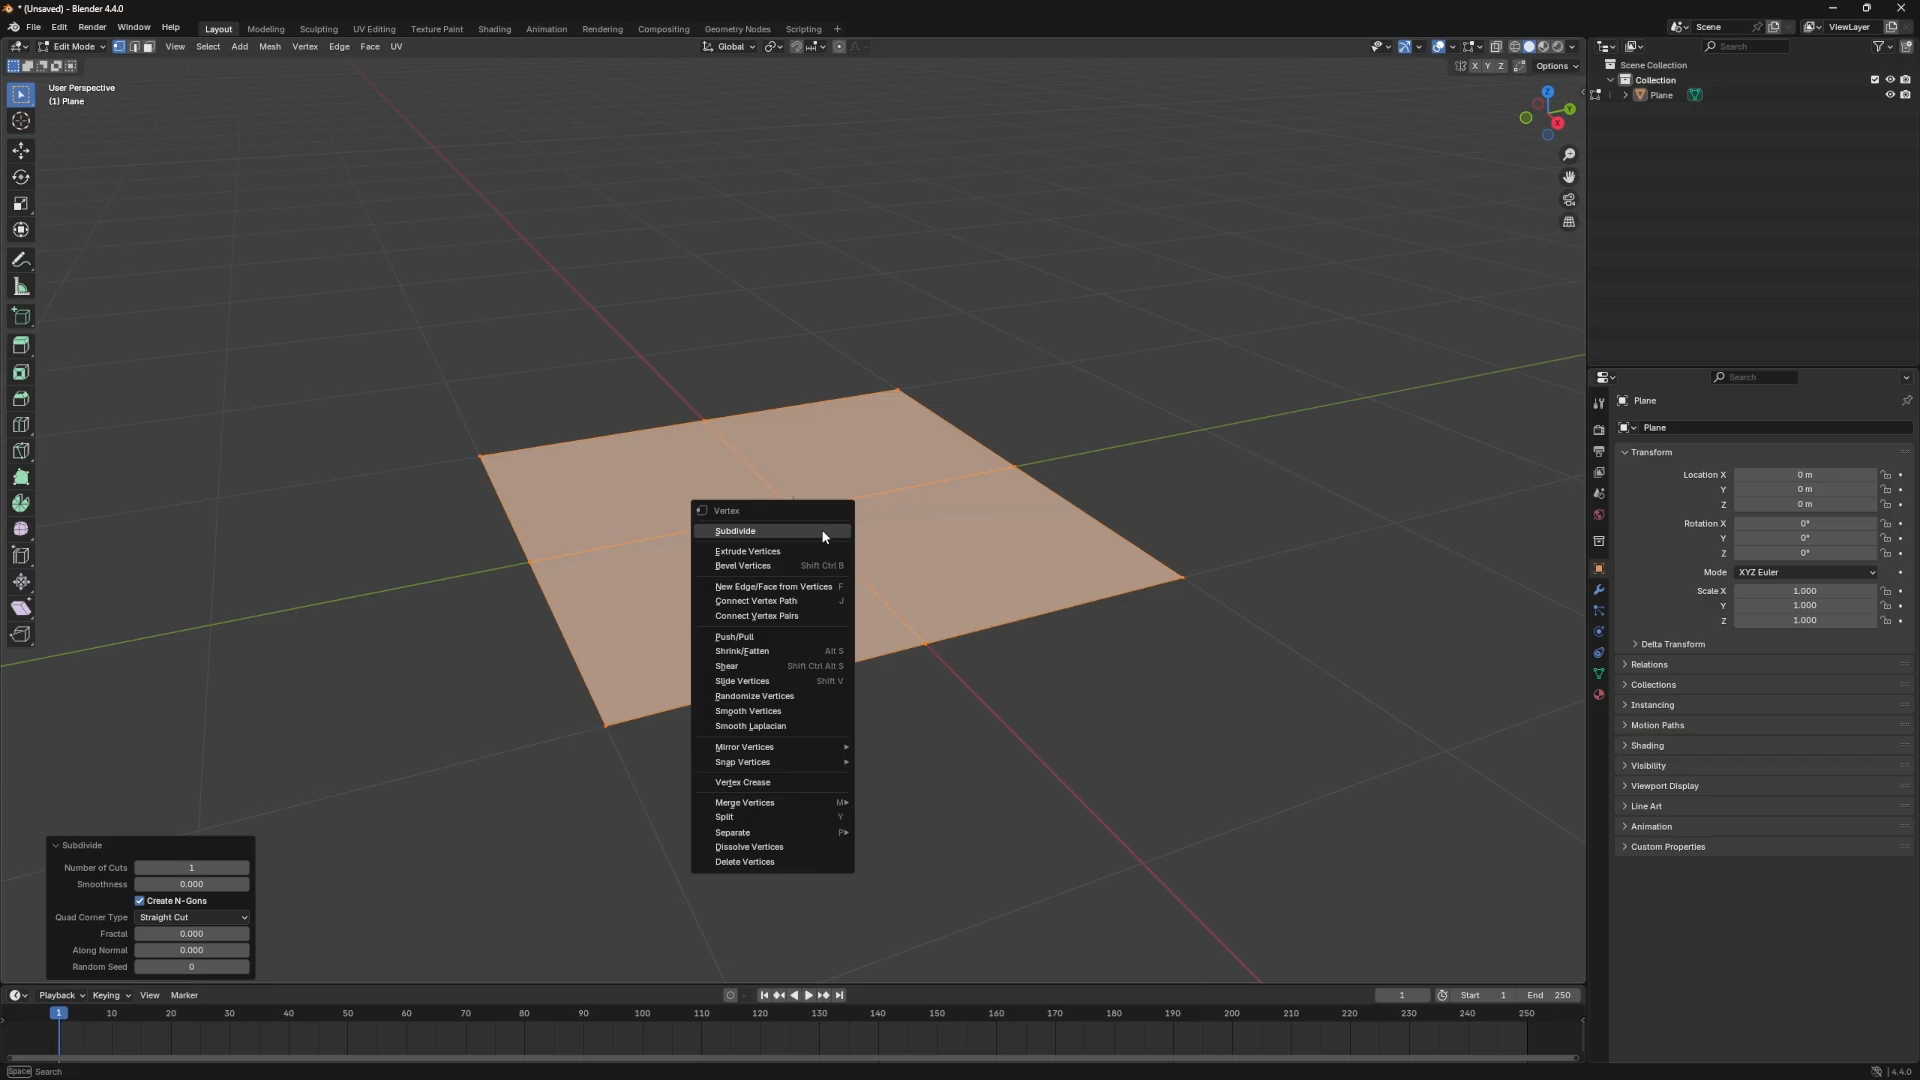 * (Unsaved) - Blender 4.4.0
File Edit Render Window Help Layout Modeling Sculpting UV Editing Texture Paint Shading Animation Rendering Compositing Geometry Nodes Scripting + Scene ViewLayer
Edit Mode View Select Add Mesh Vertex Edge Face UV Global Search
X Y Z Options
User Perspective
(1) Plane
Scene Collection
Collection
Plane
Z
Y
X
Search
Plane
Plane
Transform
Location X 0 m
Y 0 m
Z 0 m
Rotation X 0°
Y 0°
Z 0°
Mode XYZ Euler
Scale X 1.000
Y 1.000
Z 1.000
Delta Transform
Relations
Collections
Instancing
Motion Paths
Shading
Visibility
Viewport Display
Line Art
Animation
Custom Properties
Vertex
Subdivide
Extrude Vertices
Bevel Vertices Shift Ctrl B
New Edge/Face from Vertices F
Connect Vertex Path J
Connect Vertex Pairs
Push/Pull
Shrink/Fatten Alt S
Shear Shift Ctrl Alt S
Slide Vertices Shift V
Randomize Vertices
Smooth Vertices
Smooth Laplacian
Mirror Vertices
Snap Vertices
Vertex Crease
Merge Vertices M
Split Y
Separate P
Dissolve Vertices
Delete Vertices
Subdivide
Number of Cuts 1
Smoothness 0.000
Create N-Gons
Quad Corner Type Straight Cut
Fractal 0.000
Along Normal 0.000
Random Seed 0
Playback Keying View Marker 1 Start 1 End 250
1 10 20 30 40 50 60 70 80 90 100 110 120 130 140 150 160 170 180 190 200 210 220 230 240 250
Space Search 4.4.0